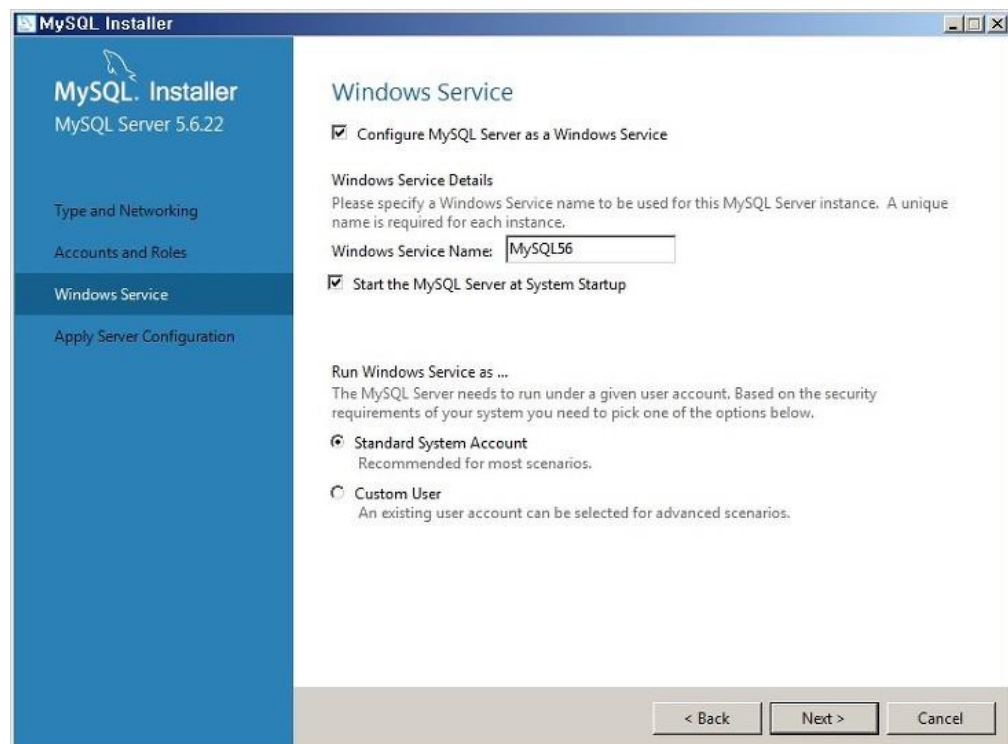 MySQL Installer
MySQL. Installer
MySQL Server 5.6.22
Type and Networking
Accounts and Roles
Windows Service
Apply Server Configuration
Windows Service
Configure MySQL Server as a Windows Service
Windows Service Details
Please specify a Windows Service name to be used for this MySQL Server instance. A unique
name is required for each instance.
Windows Service Name: MySQL56
Start the MySQL Server at System Startup
Run Windows Service as ...
The MySQL Server needs to run under a given user account. Based on the security
requirements of your system you need to pick one of the options below.
Standard System Account
Recommended for most scenarios.
Custom User
An existing user account can be selected for advanced scenarios.
< Back Next > Cancel